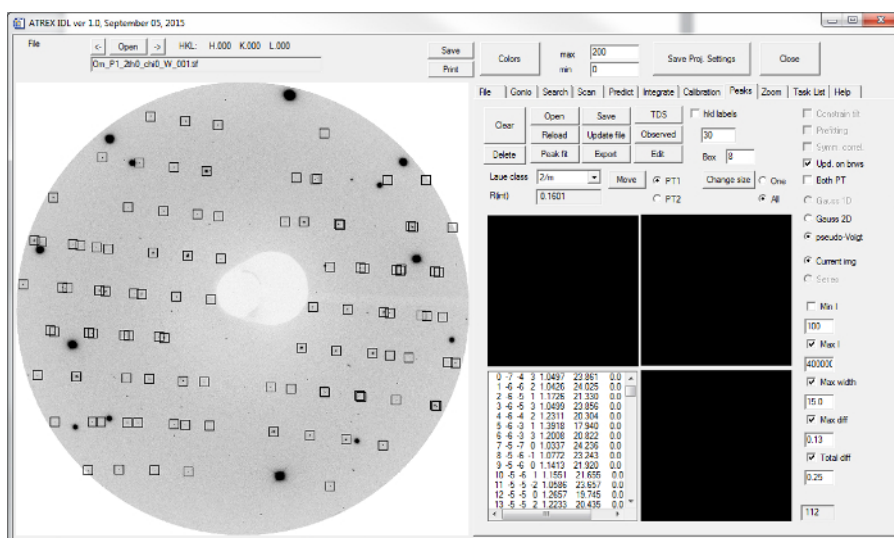 ATREX IDL ver 1.0, September 05, 2015
File <- Open -> HKL: H.000 K.000 L.000
Om_P1_2th0_chi0_W_001.tif
Save
Print
Colors max 200 Save Proj. Settings Close
min 0
File Gonio Search Scan Predict Integrate Calibration Peaks Zoom Task List Help
Clear Open Save TDS hkl labels
Reload Update file Observed 30
Delete Peak fit Export Edit Box 8
Laue class 2/m Move PT1 Change size One
R(int) 0.1601 PT2 All
Constrain tilt
Prefitting
Symm. correl.
Upd. on brws
Both PT
Gauss 1D
Gauss 2D
pseudo-Voigt
Current img
Series
Min I
100
Max I
400000
Max width
15.0
Max diff
0.13
Total diff
0.25
112
0 -7 -4 3 1.0497 23.861 0.0
1 -6 -6 2 1.0426 24.025 0.0
2 -6 -5 1 1.1726 21.330 0.0
3 -6 -5 3 1.0499 23.856 0.0
4 -6 -4 2 1.2311 20.304 0.0
5 -6 -3 1 1.3918 17.940 0.0
6 -6 -3 3 1.2008 20.822 0.0
7 -5 -7 0 1.0337 24.236 0.0
8 -5 -6 -1 1.0772 23.243 0.0
9 -5 -6 0 1.1413 21.920 0.0
10 -5 -6 1 1.1551 21.655 0.0
11 -5 -5 -2 1.0586 23.657 0.0
12 -5 -5 0 1.2657 19.745 0.0
13 -5 -5 2 1.2233 20.435 0.0